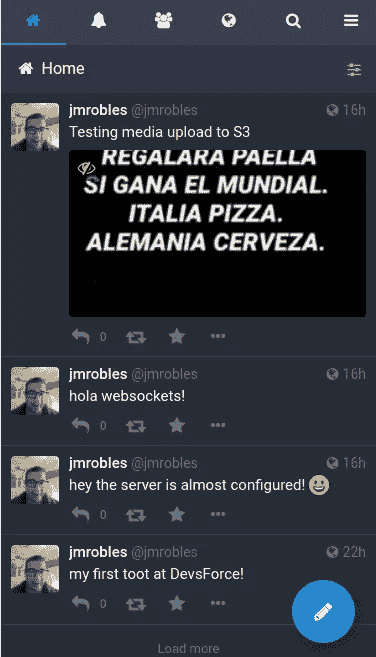 Home
jmrobles @jmrobles 16h
Testing media upload to S3
REGALARA PAELLA
SI GANA EL MUNDIAL.
ITALIA PIZZA.
ALEMANIA CERVEZA.
0
jmrobles @jmrobles 16h
hola websockets!
0
jmrobles @jmrobles 16h
hey the server is almost configured!
0
jmrobles @jmrobles 22h
my first toot at DevsForce!
0
Load more